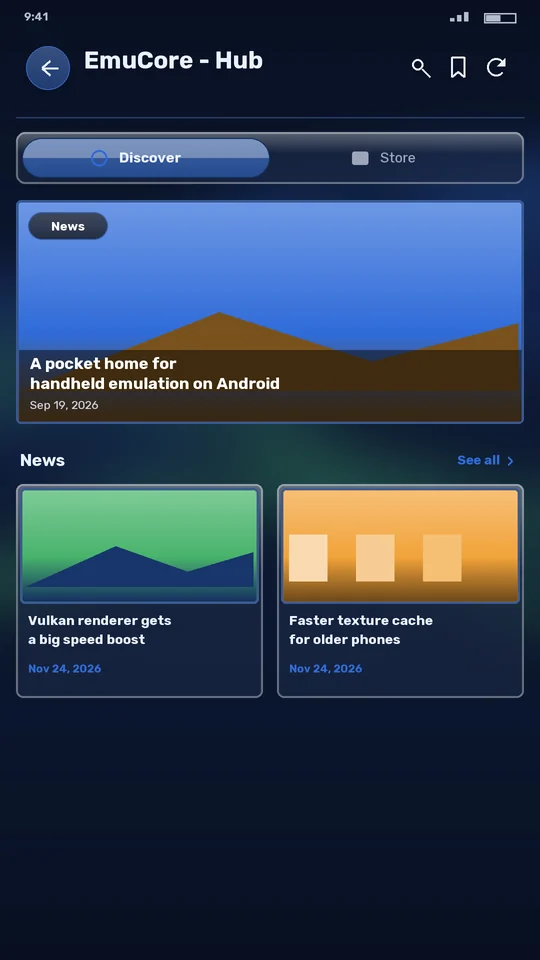 9:41
EmuCore - Hub
Discover
Store
News
A pocket home for
handheld emulation on Android
Sep 19, 2026
News
See all
Vulkan renderer gets
a big speed boost
Nov 24, 2026
Faster texture cache
for older phones
Nov 24, 2026